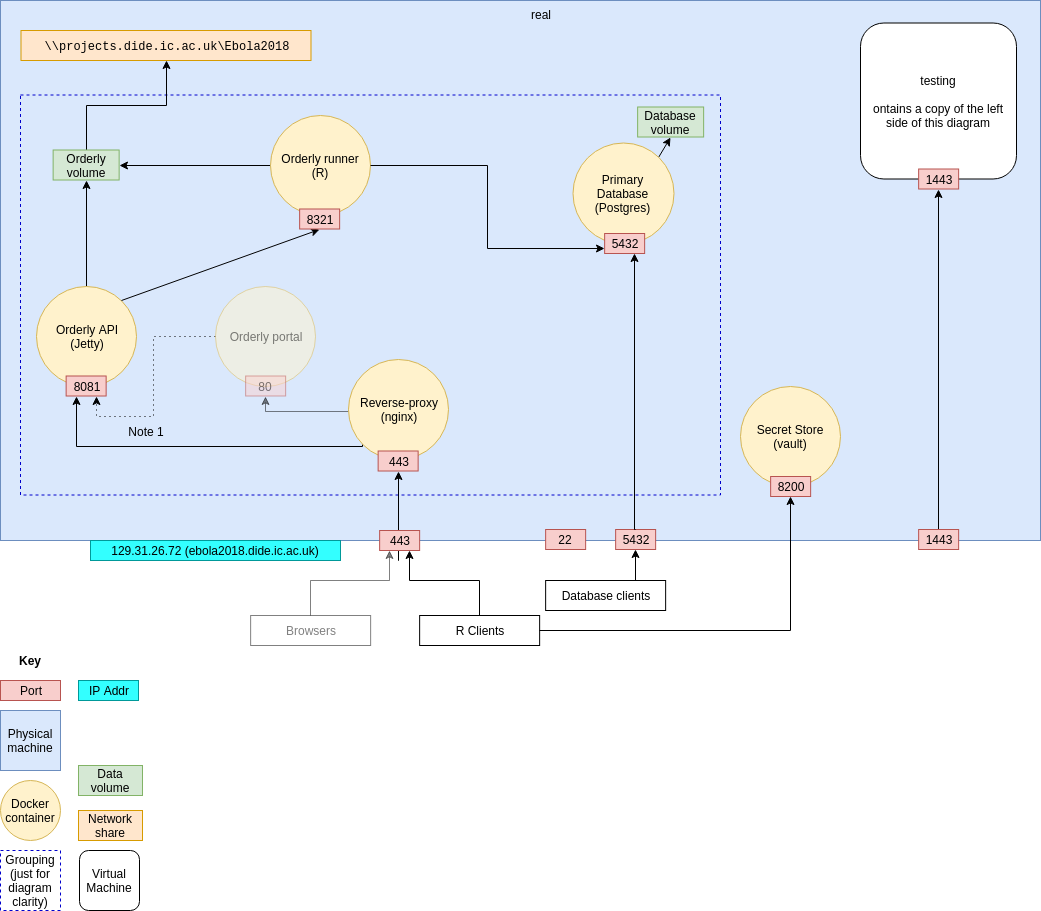 real
\\projects.dide.ic.ac.uk\Ebola2018
testing
ontains a copy of the left
side of this diagram
1443
Database
volume
Orderly
volume
Orderly runner
(R)
8321
Primary
Database
(Postgres)
5432
Orderly API
(Jetty)
8081
Orderly portal
80
Reverse-proxy
(nginx)
443
Note 1
Secret Store
(vault)
8200
129.31.26.72 (ebola2018.dide.ic.ac.uk)
443
22
5432
1443
Database clients
Browsers
R Clients
Key
Port
IP Addr
Physical
machine
Data
volume
Docker
container
Network
share
Grouping
(just for
diagram
clarity)
Virtual
Machine